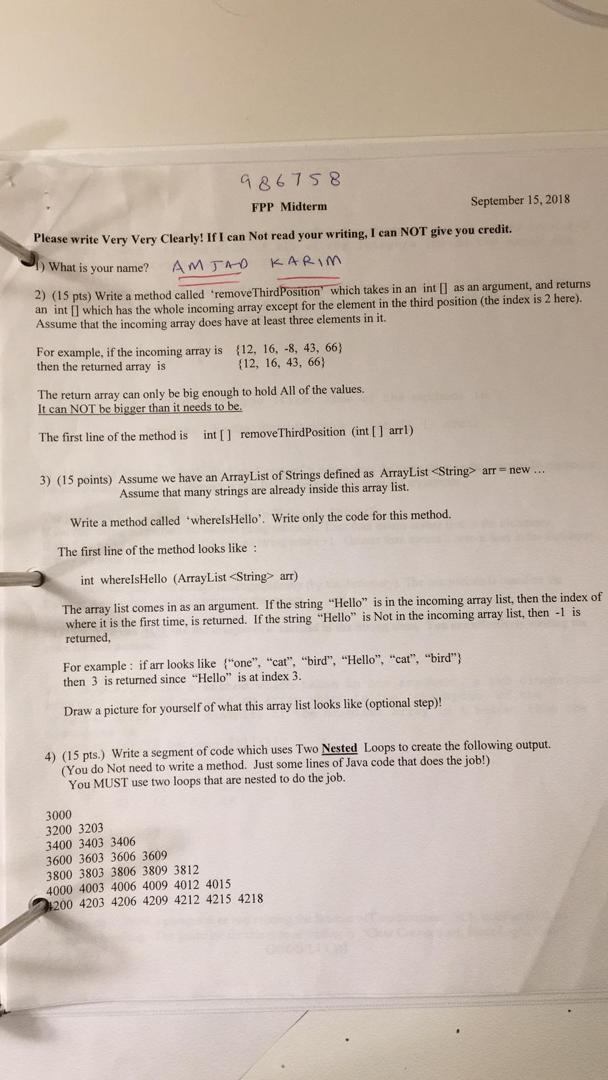 986758
FPP Midterm
September 15, 2018
Please write Very Very Clearly! If I can Not read your writing, I can NOT give you credit.
1) What is your name? AMJAD KARIM
2) (15 pts) Write a method called ‘removeThirdPosition’ which takes in an int [] as an argument, and returns
an int [] which has the whole incoming array except for the element in the third position (the index is 2 here).
Assume that the incoming array does have at least three elements in it.
For example, if the incoming array is {12, 16, -8, 43, 66}
then the returned array is {12, 16, 43, 66}
The return array can only be big enough to hold All of the values.
It can NOT be bigger than it needs to be.
The first line of the method is int [ ] removeThirdPosition (int [ ] arr1)
3) (15 points) Assume we have an ArrayList of Strings defined as ArrayList <String> arr = new …
Assume that many strings are already inside this array list.
Write a method called ‘whereIsHello’. Write only the code for this method.
The first line of the method looks like :
int whereIsHello (ArrayList <String> arr)
The array list comes in as an argument. If the string “Hello” is in the incoming array list, then the index of
where it is the first time, is returned. If the string “Hello” is Not in the incoming array list, then -1 is
returned,
For example : if arr looks like {“one”, “cat”, “bird”, “Hello”, “cat”, “bird”}
then 3 is returned since “Hello” is at index 3.
Draw a picture for yourself of what this array list looks like (optional step)!
4) (15 pts.) Write a segment of code which uses Two Nested Loops to create the following output.
(You do Not need to write a method. Just some lines of Java code that does the job!)
You MUST use two loops that are nested to do the job.
3000
3200 3203
3400 3403 3406
3600 3603 3606 3609
3800 3803 3806 3809 3812
4000 4003 4006 4009 4012 4015
4200 4203 4206 4209 4212 4215 4218